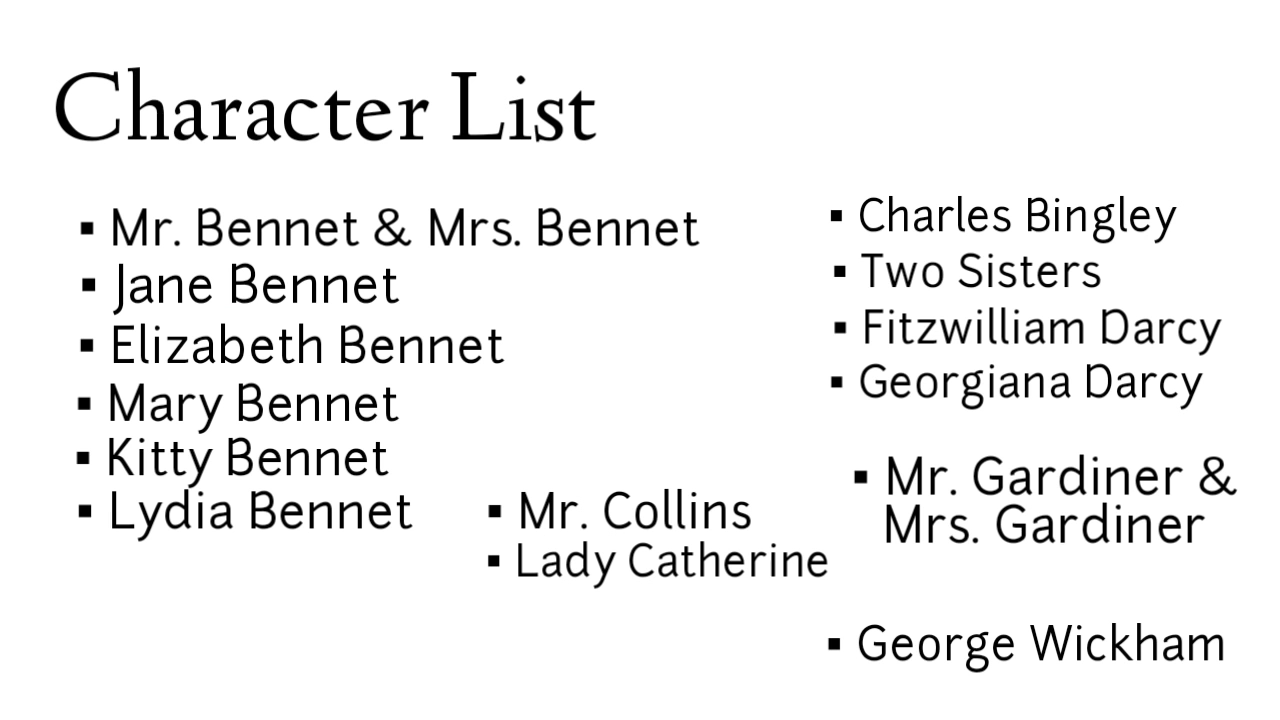 Character List
▪ Mr. Bennet & Mrs. Bennet
▪ Jane Bennet
▪ Elizabeth Bennet
▪ Mary Bennet
▪ Kitty Bennet
▪ Lydia Bennet
▪ Mr. Collins
▪ Lady Catherine
▪ Charles Bingley
▪ Two Sisters
▪ Fitzwilliam Darcy
▪ Georgiana Darcy
▪ Mr. Gardiner &
Mrs. Gardiner
▪ George Wickham